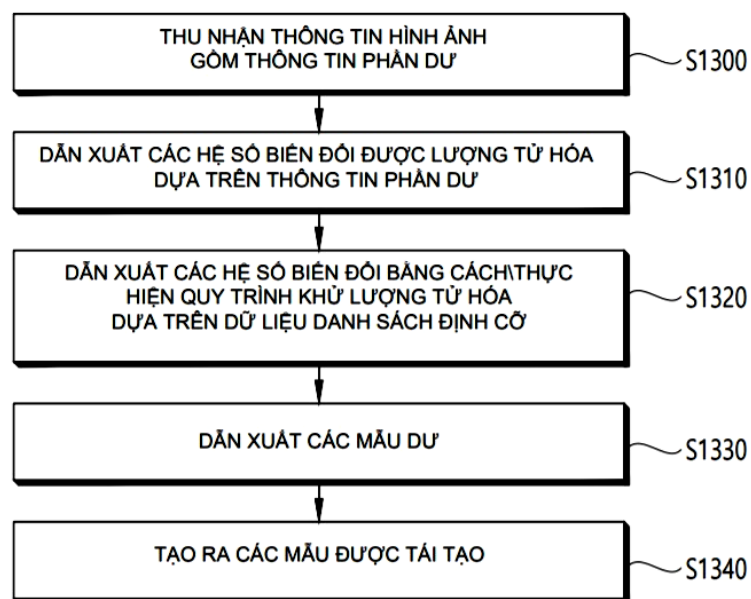 THU NHẬN THÔNG TIN HÌNH ẢNH
GỒM THÔNG TIN PHẦN DƯ
S1300
DẪN XUẤT CÁC HỆ SỐ BIẾN ĐỔI ĐƯỢC LƯỢNG TỬ HÓA
DỰA TRÊN THÔNG TIN PHẦN DƯ
S1310
DẪN XUẤT CÁC HỆ SỐ BIẾN ĐỔI BẰNG CÁCH\THỰC
HIỆN QUY TRÌNH KHỬ LƯỢNG TỬ HÓA
DỰA TRÊN DỮ LIỆU DANH SÁCH ĐỊNH CỠ
S1320
DẪN XUẤT CÁC MẪU DƯ
S1330
TẠO RA CÁC MẪU ĐƯỢC TÁI TẠO
S1340